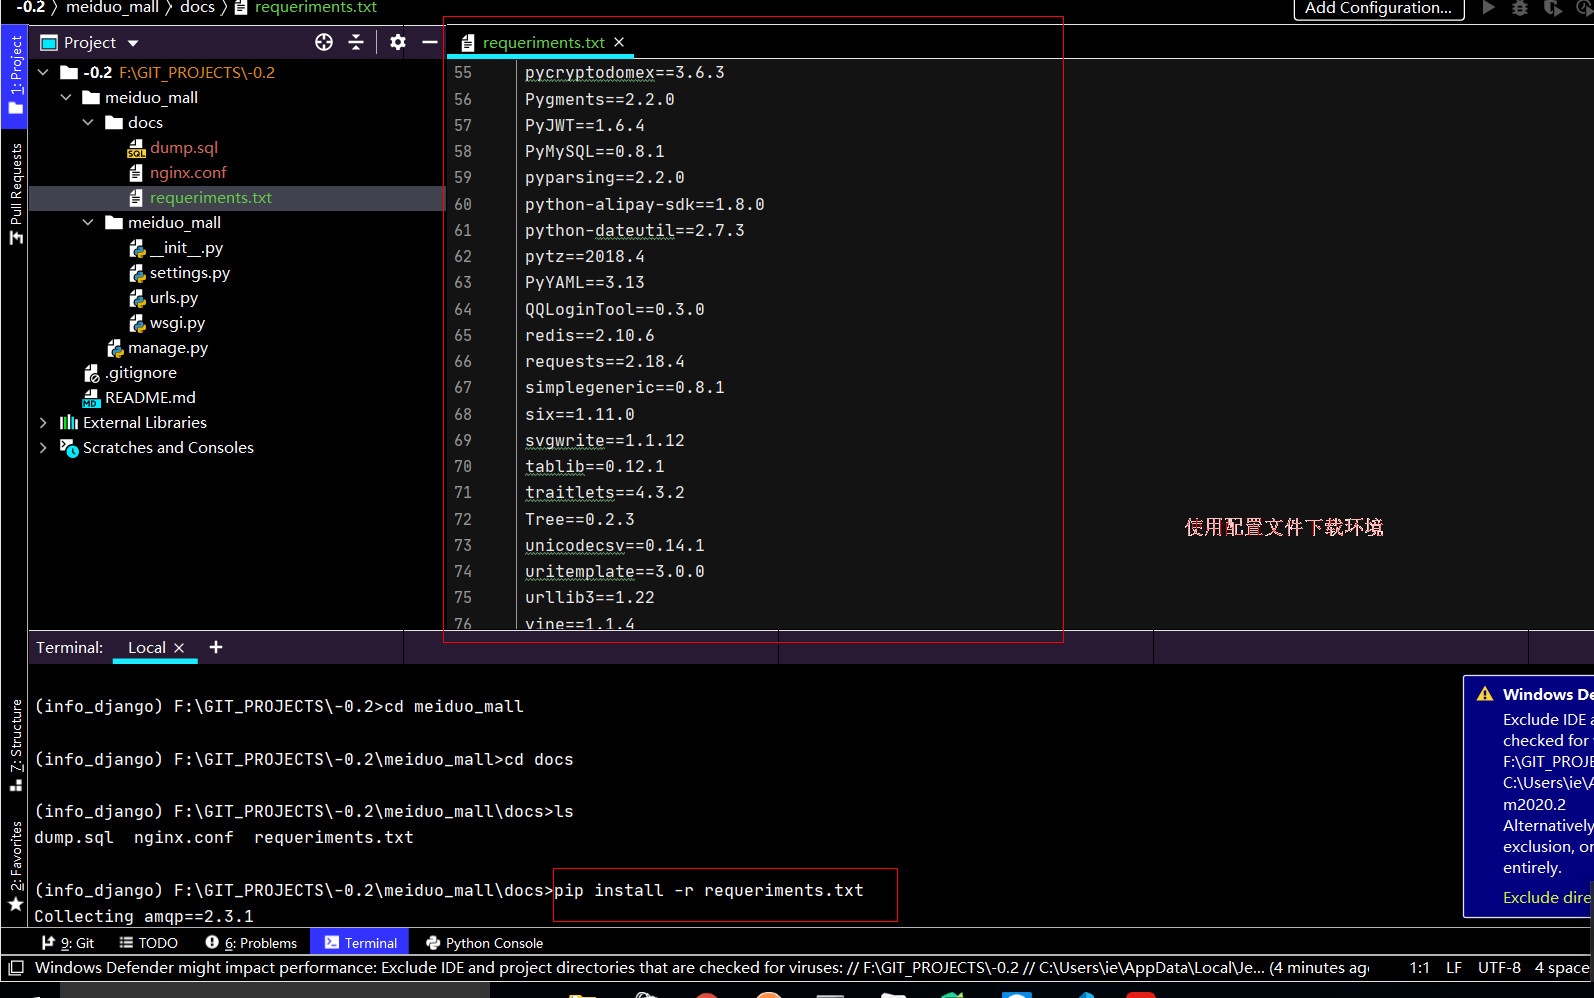 -0.2 〉 meiduo_mall 〉 docs 〉 requeriments.txt
Add Configuration...
Project
requeriments.txt ×
1: Project
Pull Requests
-0.2 F:\GIT_PROJECTS\-0.2
meiduo_mall
docs
dump.sql
nginx.conf
requeriments.txt
meiduo_mall
__init__.py
settings.py
urls.py
wsgi.py
manage.py
.gitignore
README.md
External Libraries
Scratches and Consoles
55 pycryptodomex==3.6.3
56 Pygments==2.2.0
57 PyJWT==1.6.4
58 PyMySQL==0.8.1
59 pyparsing==2.2.0
60 python-alipay-sdk==1.8.0
61 python-dateutil==2.7.3
62 pytz==2018.4
63 PyYAML==3.13
64 QQLoginTool==0.3.0
65 redis==2.10.6
66 requests==2.18.4
67 simplegeneric==0.8.1
68 six==1.11.0
69 svgwrite==1.1.12
70 tablib==0.12.1
71 traitlets==4.3.2
72 Tree==0.2.3
73 unicodecsv==0.14.1
74 uritemplate==3.0.0
75 urllib3==1.22
76 vine==1.1.4
使用配置文件下载环境
Terminal: Local × +
7: Structure
2: Favorites
(info_django) F:\GIT_PROJECTS\-0.2>cd meiduo_mall
(info_django) F:\GIT_PROJECTS\-0.2\meiduo_mall>cd docs
(info_django) F:\GIT_PROJECTS\-0.2\meiduo_mall\docs>ls
dump.sql nginx.conf requeriments.txt
(info_django) F:\GIT_PROJECTS\-0.2\meiduo_mall\docs>pip install -r requeriments.txt
Collecting amqp==2.3.1
Windows De
Exclude IDE a
checked for
F:\GIT_PROJE
C:\Users\ie\A
m2020.2
Alternatively
exclusion, or
entirely.
Exclude dire
9: Git
TODO
6: Problems
Terminal
Python Console
Windows Defender might impact performance: Exclude IDE and project directories that are checked for viruses: // F:\GIT_PROJECTS\-0.2 // C:\Users\ie\AppData\Local\Je... (4 minutes ag
1:1 LF UTF-8 4 space